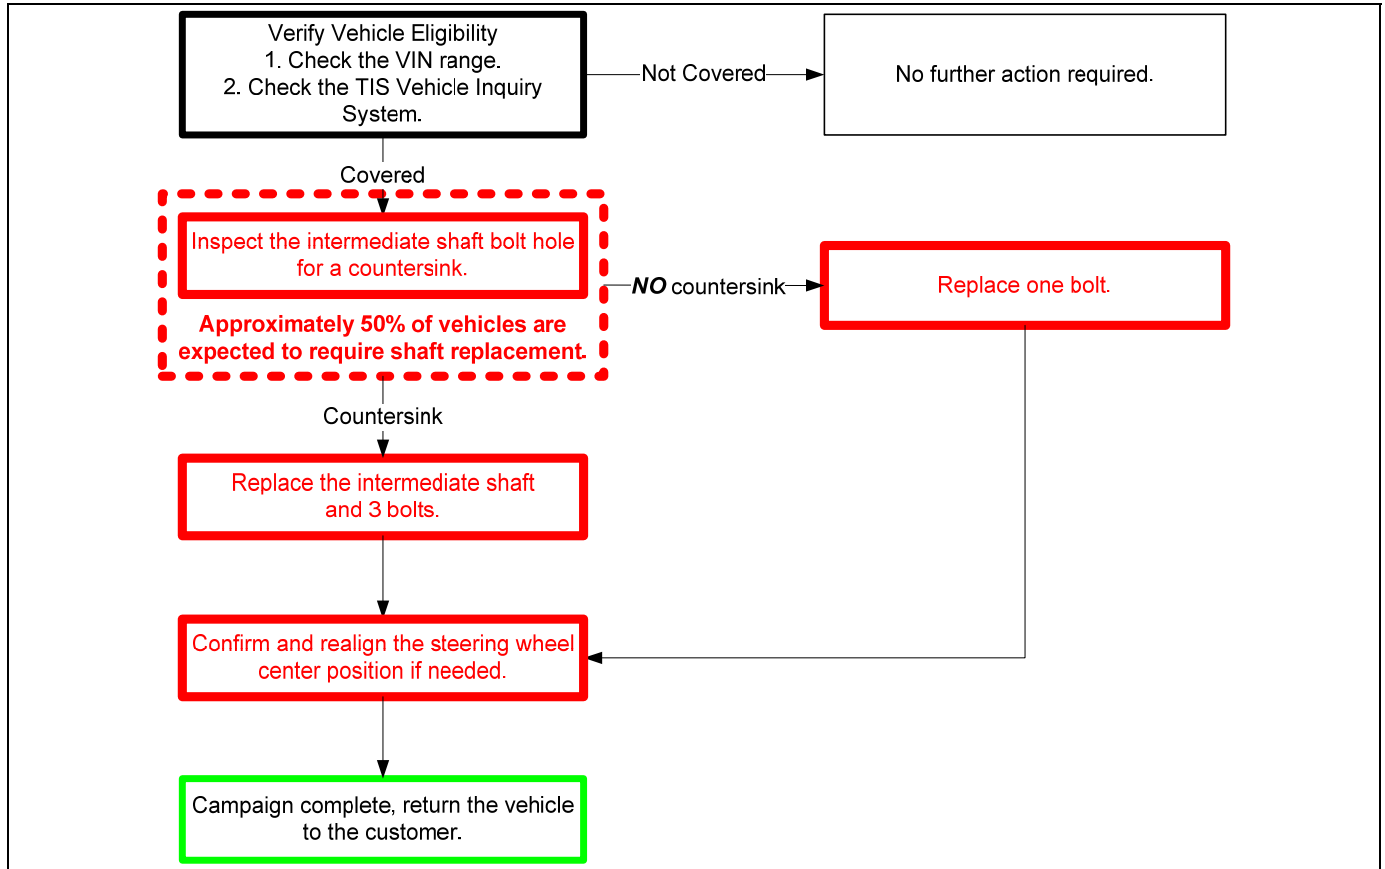 Verify Vehicle Eligibility
1. Check the VIN range.
2. Check the TIS Vehicle Inquiry
System.
Not Covered
No further action required.
Covered
Inspect the intermediate shaft bolt hole
for a countersink.
Approximately 50% of vehicles are
expected to require shaft replacement.
NO countersink
Replace one bolt.
Countersink
Replace the intermediate shaft
and 3 bolts.
Confirm and realign the steering wheel
center position if needed.
Campaign complete, return the vehicle
to the customer.